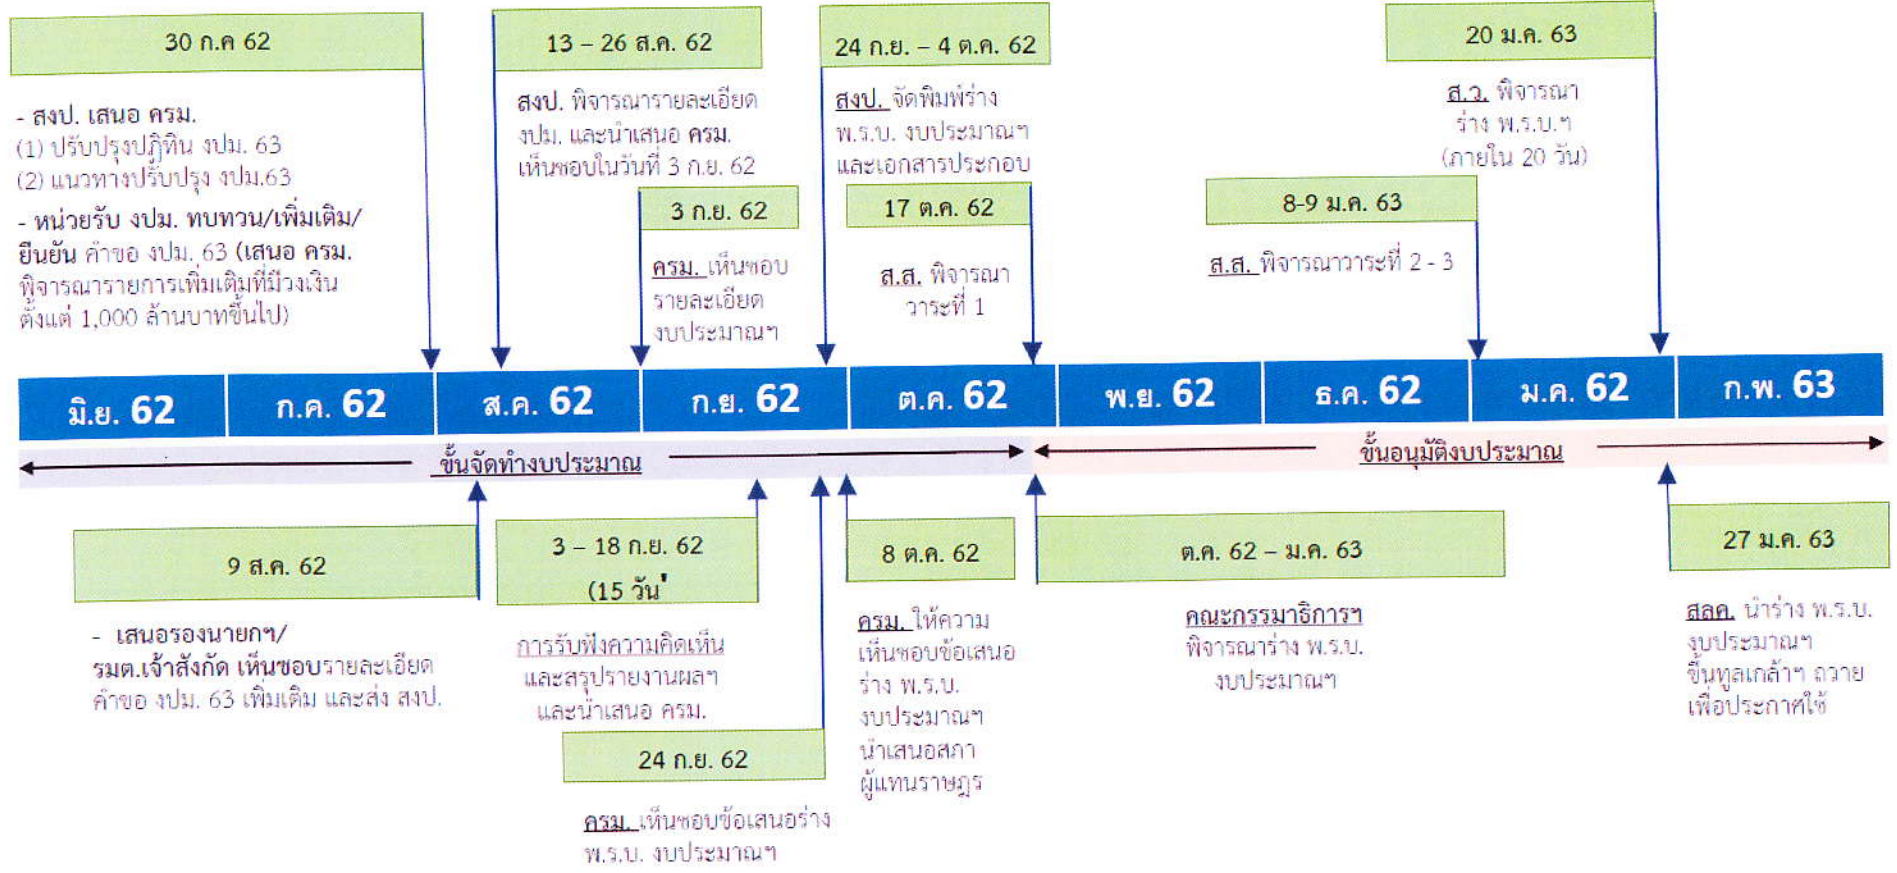 30 ก.ค 62
- สงป. เสนอ ครม.
(1) ปรับปรุงปฏิทิน งปม. 63
(2) แนวทางปรับปรุง งปม.63
- หน่วยรับ งปม. ทบทวน/เพิ่มเติม/
ยืนยัน คำขอ งปม. 63 (เสนอ ครม.
พิจารณารายการเพิ่มเติมที่มีวงเงิน
ตั้งแต่ 1,000 ล้านบาทขึ้นไป)
13 – 26 ส.ค. 62
สงป. พิจารณารายละเอียด
งปม. และนำเสนอ ครม.
เห็นชอบในวันที่ 3 ก.ย. 62
3 ก.ย. 62
ครม. เห็นชอบ
รายละเอียด
งบประมาณฯ
24 ก.ย. – 4 ต.ค. 62
สงป. จัดพิมพ์ร่าง
พ.ร.บ. งบประมาณฯ
และเอกสารประกอบ
17 ต.ค. 62
ส.ส. พิจารณา
วาระที่ 1
8-9 ม.ค. 63
ส.ส. พิจารณาวาระที่ 2 - 3
20 ม.ค. 63
ส.ว. พิจารณา
ร่าง พ.ร.บ.ฯ
(ภายใน 20 วัน)
มิ.ย. 62
ก.ค. 62
ส.ค. 62
ก.ย. 62
ต.ค. 62
พ.ย. 62
ธ.ค. 62
ม.ค. 62
ก.พ. 63
ขั้นจัดทำงบประมาณ
ขั้นอนุมัติงบประมาณ
9 ส.ค. 62
- เสนอรองนายกฯ/
รมต.เจ้าสังกัด เห็นชอบรายละเอียด
คำขอ งปม. 63 เพิ่มเติม และส่ง สงป.
3 – 18 ก.ย. 62
(15 วัน'
การรับฟังความคิดเห็น
และสรุปรายงานผลฯ
และนำเสนอ ครม.
24 ก.ย. 62
ครม. เห็นชอบข้อเสนอร่าง
พ.ร.บ. งบประมาณฯ
8 ต.ค. 62
ครม. ให้ความ
เห็นชอบข้อเสนอ
ร่าง พ.ร.บ.
งบประมาณฯ
นำเสนอสภา
ผู้แทนราษฎร
ต.ค. 62 – ม.ค. 63
คณะกรรมาธิการฯ
พิจารณาร่าง พ.ร.บ.
งบประมาณฯ
27 ม.ค. 63
สลค. นำร่าง พ.ร.บ.
งบประมาณฯ
ขึ้นทูลเกล้าฯ ถวาย
เพื่อประกาศใช้